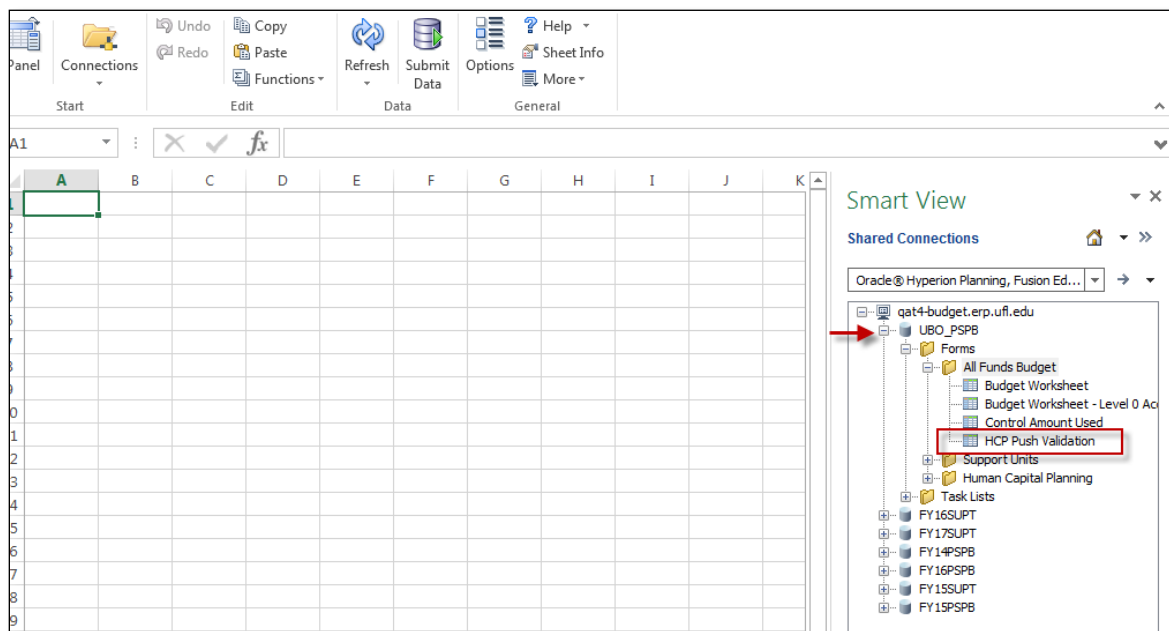 Undo Copy Help
Panel Connections Redo Paste Refresh Submit Data Options Sheet Info
Functions More
Start Edit Data General
A1 fx
A B C D E F G H I J K
Smart View
Shared Connections
Oracle® Hyperion Planning, Fusion Ed...
qat4-budget.erp.ufl.edu
UBO_PSPB
Forms
All Funds Budget
Budget Worksheet
Budget Worksheet - Level 0 Ac
Control Amount Used
HCP Push Validation
Support Units
Human Capital Planning
Task Lists
FY16SUPT
FY17SUPT
FY14PSPB
FY16PSPB
FY15SUPT
FY15PSPB